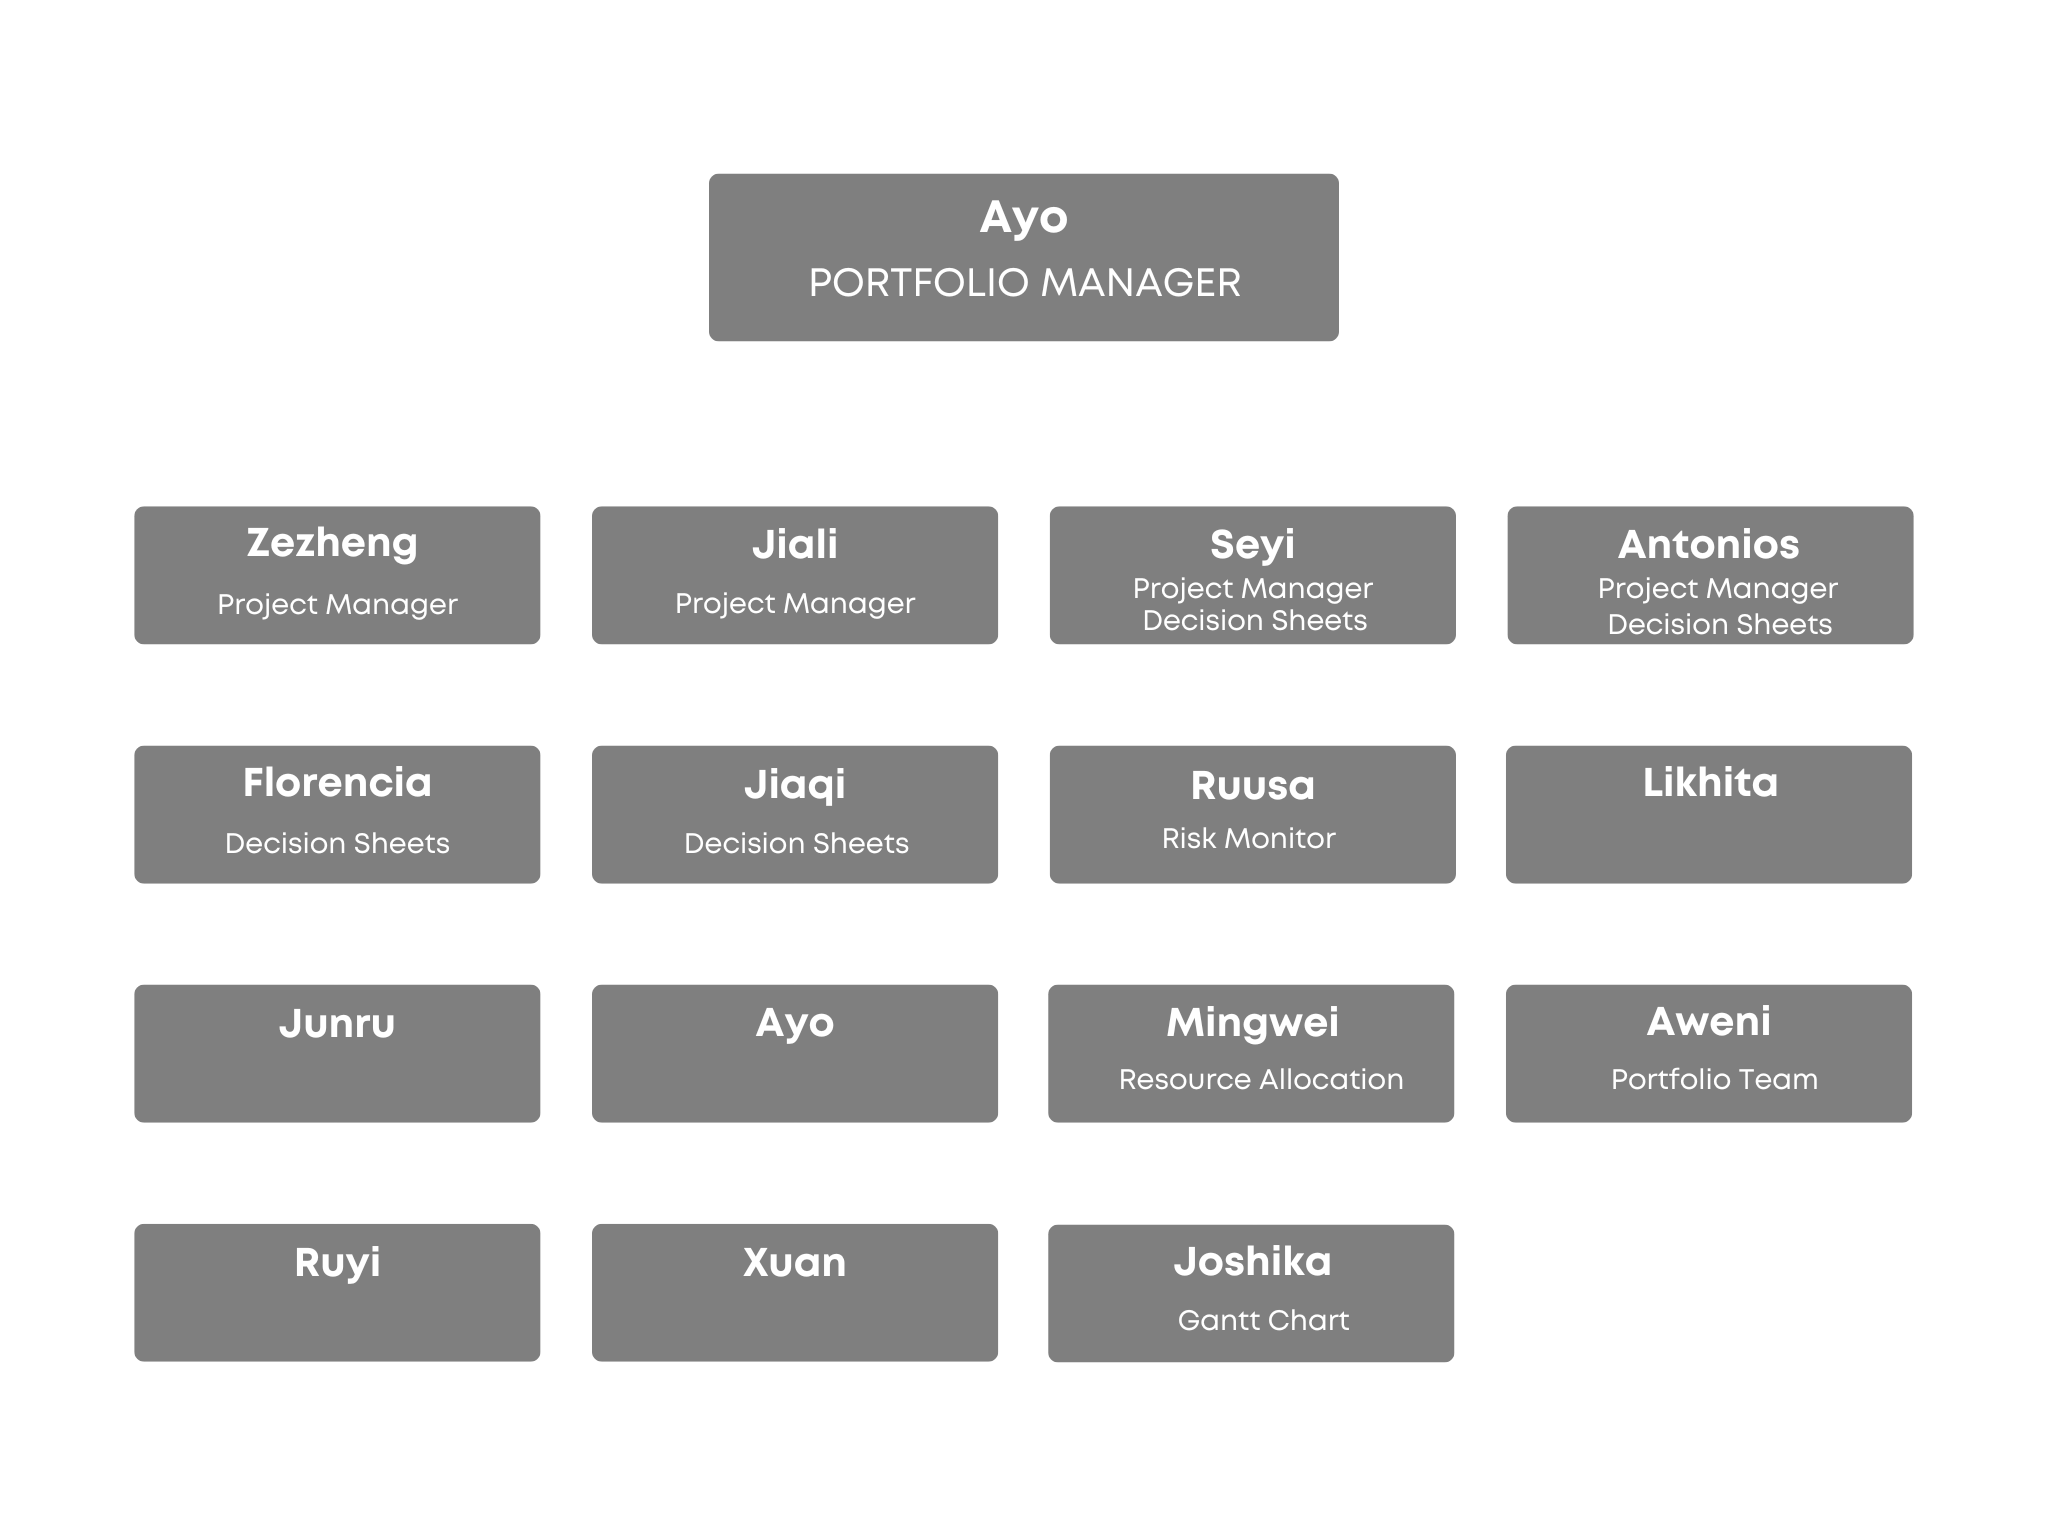 Ayo
PORTFOLIO MANAGER
Zezheng
Project Manager
Jiali
Project Manager
Seyi
Project Manager
Decision Sheets
Antonios
Project Manager
Decision Sheets
Florencia
Decision Sheets
Jiaqi
Decision Sheets
Ruusa
Risk Monitor
Likhita
Junru
Ayo
Mingwei
Resource Allocation
Aweni
Portfolio Team
Ruyi
Xuan
Joshika
Gantt Chart